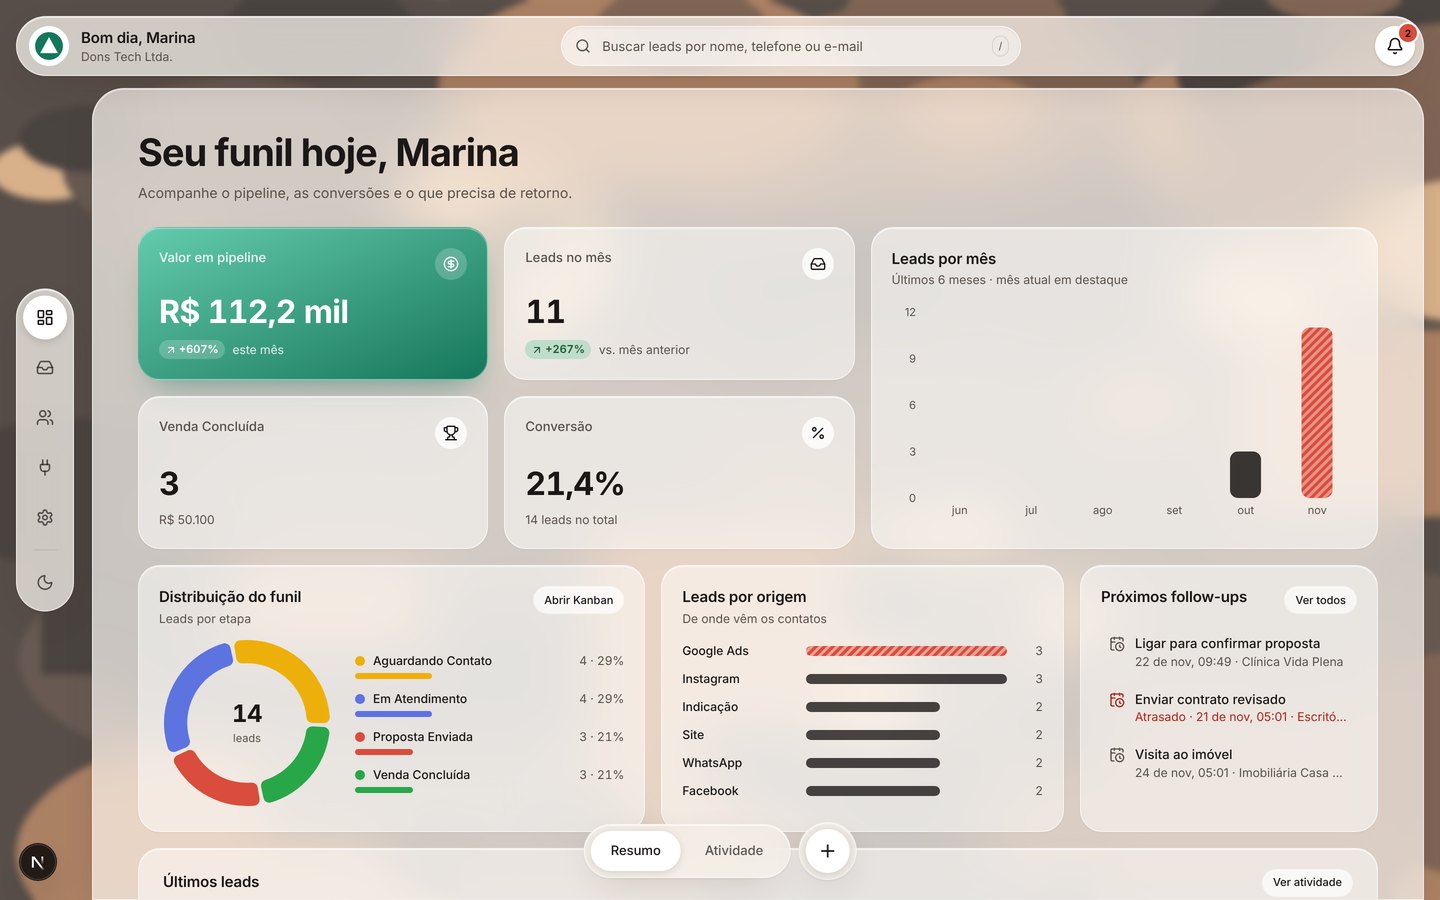 Bom dia, Marina
Dons Tech Ltda.
Buscar leads por nome, telefone ou e-mail
/
2
Seu funil hoje, Marina
Acompanhe o pipeline, as conversões e o que precisa de retorno.
Valor em pipeline
R$ 112,2 mil
+607% este mês
Leads no mês
11
+267% vs. mês anterior
Venda Concluída
3
R$ 50.100
Conversão
21,4%
14 leads no total
Leads por mês
Últimos 6 meses · mês atual em destaque
12
9
6
3
0
jun jul ago set out nov
Distribuição do funil
Abrir Kanban
Leads por etapa
14
leads
Aguardando Contato 4 · 29%
Em Atendimento 4 · 29%
Proposta Enviada 3 · 21%
Venda Concluída 3 · 21%
Leads por origem
De onde vêm os contatos
Google Ads 3
Instagram 3
Indicação 2
Site 2
WhatsApp 2
Facebook 2
Próximos follow-ups
Ver todos
Ligar para confirmar proposta
22 de nov, 09:49 · Clínica Vida Plena
Enviar contrato revisado
Atrasado · 21 de nov, 05:01 · Escritó...
Visita ao imóvel
24 de nov, 05:01 · Imobiliária Casa ...
N
Resumo Atividade
Últimos leads
Ver atividade